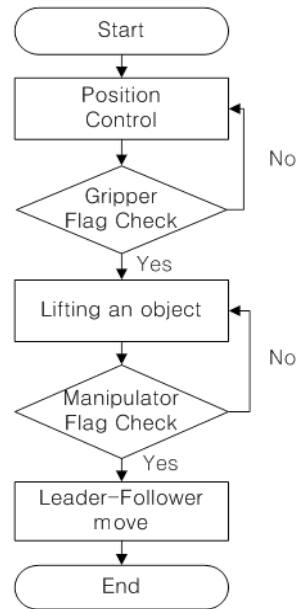 Start
Position
Control
No
Gripper
Flag Check
Yes
Lifting an object
No
Manipulator
Flag Check
Yes
Leader-Follower
move
End